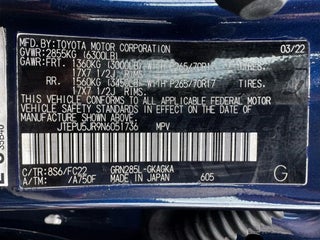 MFD. BY: TOYOTA MOTOR CORPORATION 03/22
GVWR: 2855KG (6300LB)
GAWR: FRT. 1360KG (3000LB) WITH P265/70R17 TIRES,
17X7 1/2J RIMS
RR. 1560KG (3439LB) WITH P265/70R17 TIRES,
17X7 1/2J RIMS
THIS VEHICLE CONFORMS TO ALL APPLICABLE
FEDERAL MOTOR VEHICLE SAFETY STANDARDS IN
EFFECT ON THE DATE OF MANUFACTURE SHOWN ABOVE.
JTEPU5JR9N6051736 MPV
C/TR: 8S6/FC22 GRN285L-GKAGKA
A/TM: /A750F MADE IN JAPAN 605 G